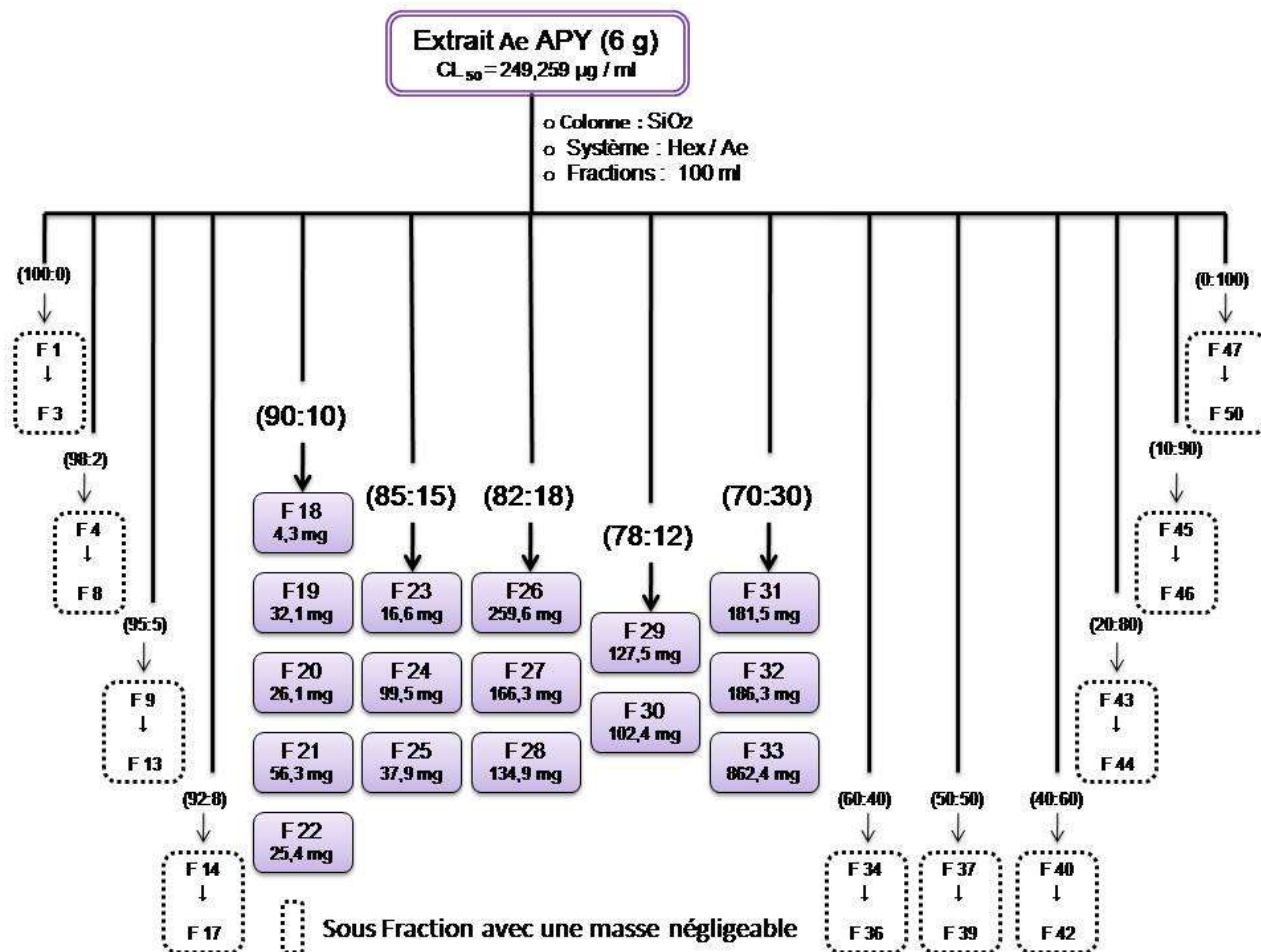 Extrait Ae APY (6 g)
CL50 = 249,259 µg / ml
o Colonne : SiO2
o Système : Hex / Ae
o Fractions : 100 ml
(100:0)
F 1
↓
F 3
(98:2)
F 4
↓
F 8
(95:5)
F 9
↓
F 13
(92:8)
F 14
↓
F 17
(90:10)
F 18
4,3 mg
F19
32,1 mg
F 20
26,1 mg
F 21
56,3 mg
F 22
25,4 mg
(85:15)
F 23
16,6 mg
F 24
99,5 mg
F 25
37,9 mg
(82:18)
F26
259,6 mg
F 27
166,3 mg
F 28
134,9 mg
(78:12)
F 29
127,5 mg
F 30
102,4 mg
(70:30)
F 31
181,5 mg
F 32
186,3 mg
F 33
862,4 mg
(60:40)
F 34
↓
F 36
(50:50)
F 37
↓
F 39
(40:60)
F 40
↓
F 42
(20:80)
F 43
↓
F 44
(10:90)
F 45
↓
F 46
(0:100)
F 47
↓
F 50
Sous Fraction avec une masse négligeable